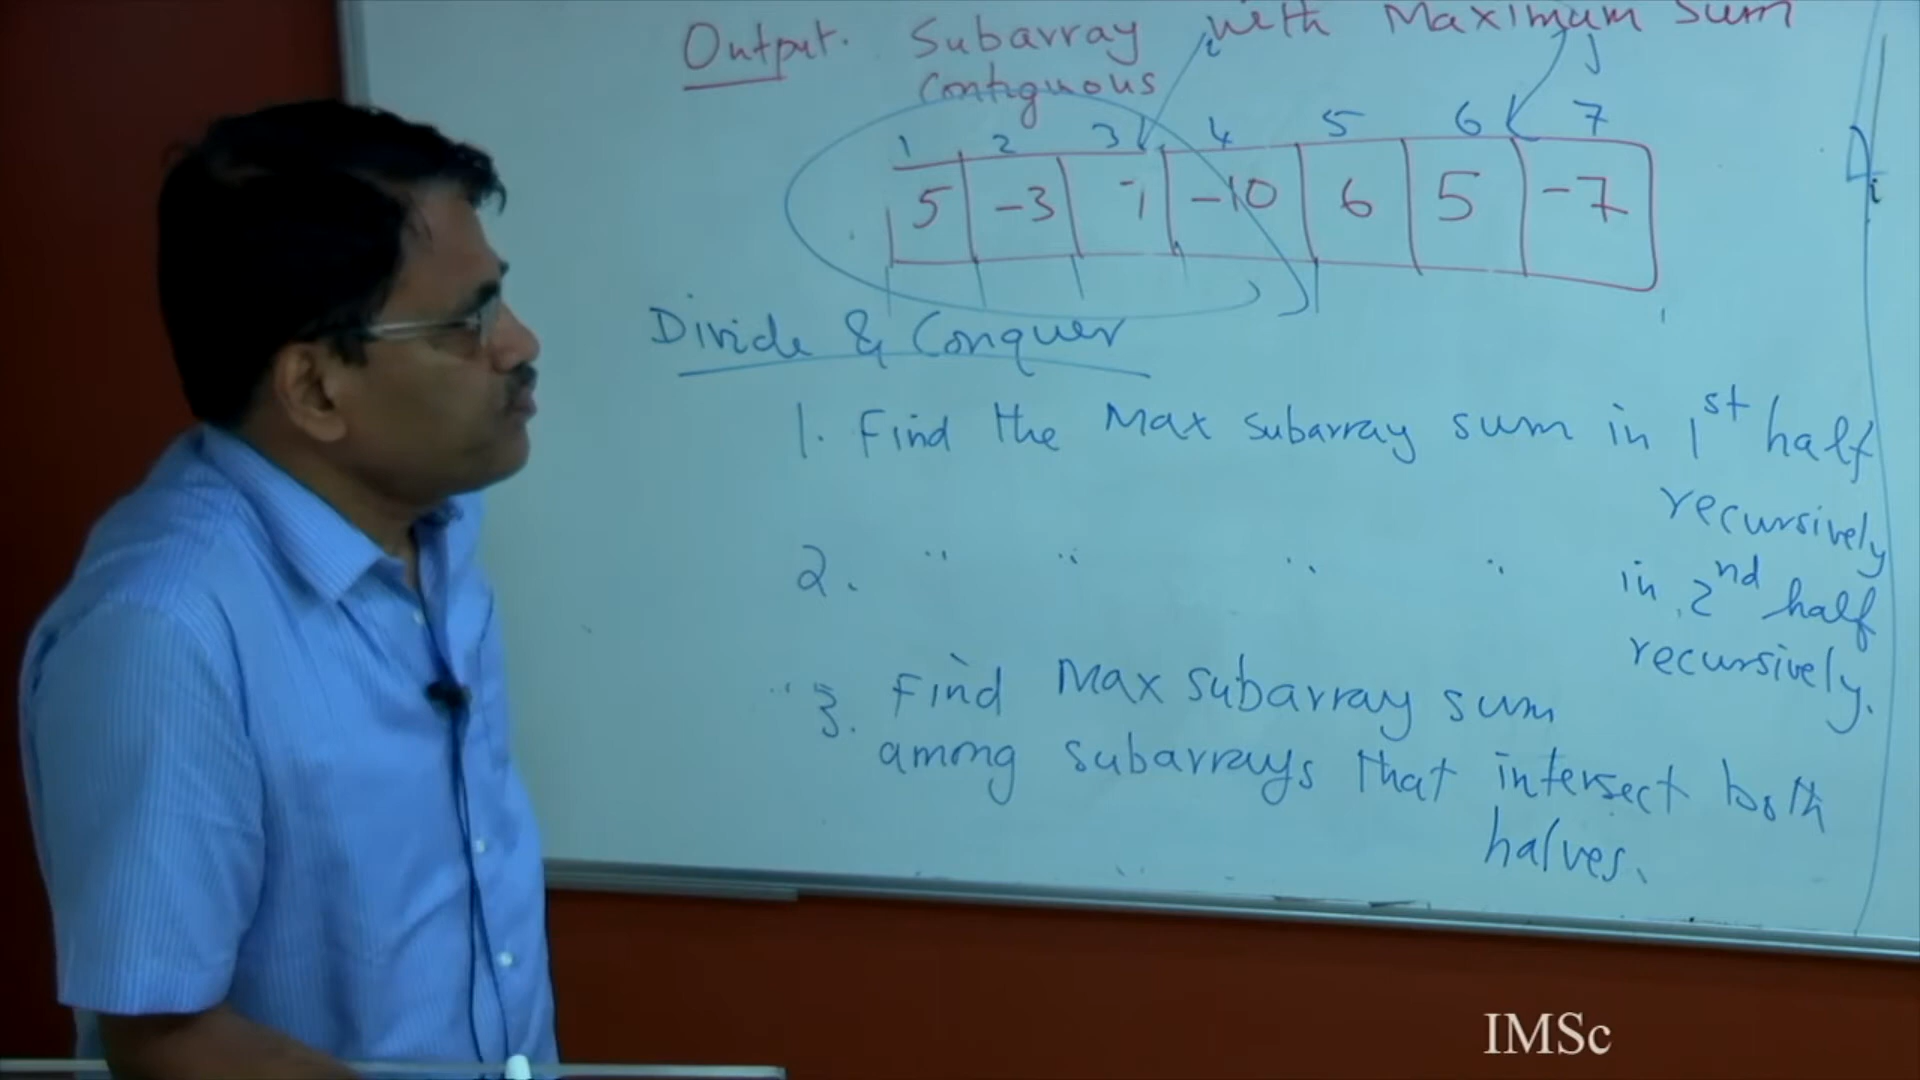 Output. Subarray with Maximum Sum
Contiguous
i j
1 2 3 4 5 6 7
5 -3 7 -10 6 5 -7
Divide & Conquer
1. Find the Max subarray sum in 1st half
recursively
2. " " " " in 2nd half
recursively.
3. Find Max subarray sum
among subarrays that intersect both
halves.
i
IMSc